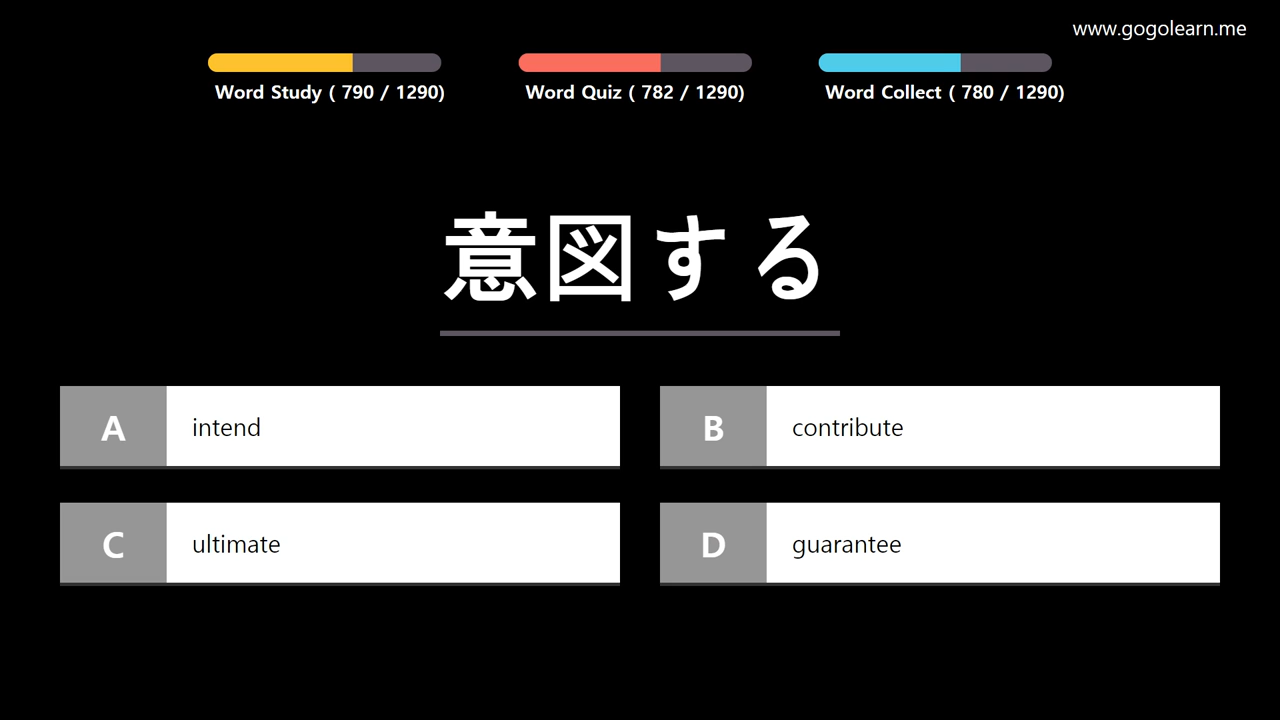 www.gogolearn.me
Word Study ( 790 / 1290)
Word Quiz ( 782 / 1290)
Word Collect ( 780 / 1290)
意図する
A intend
B contribute
C ultimate
D guarantee